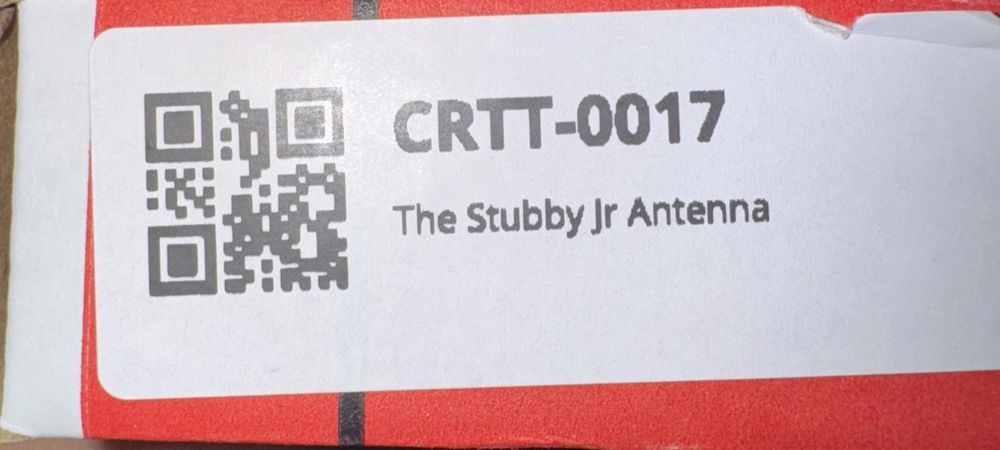 CRTT-0017
The Stubby Jr Antenna